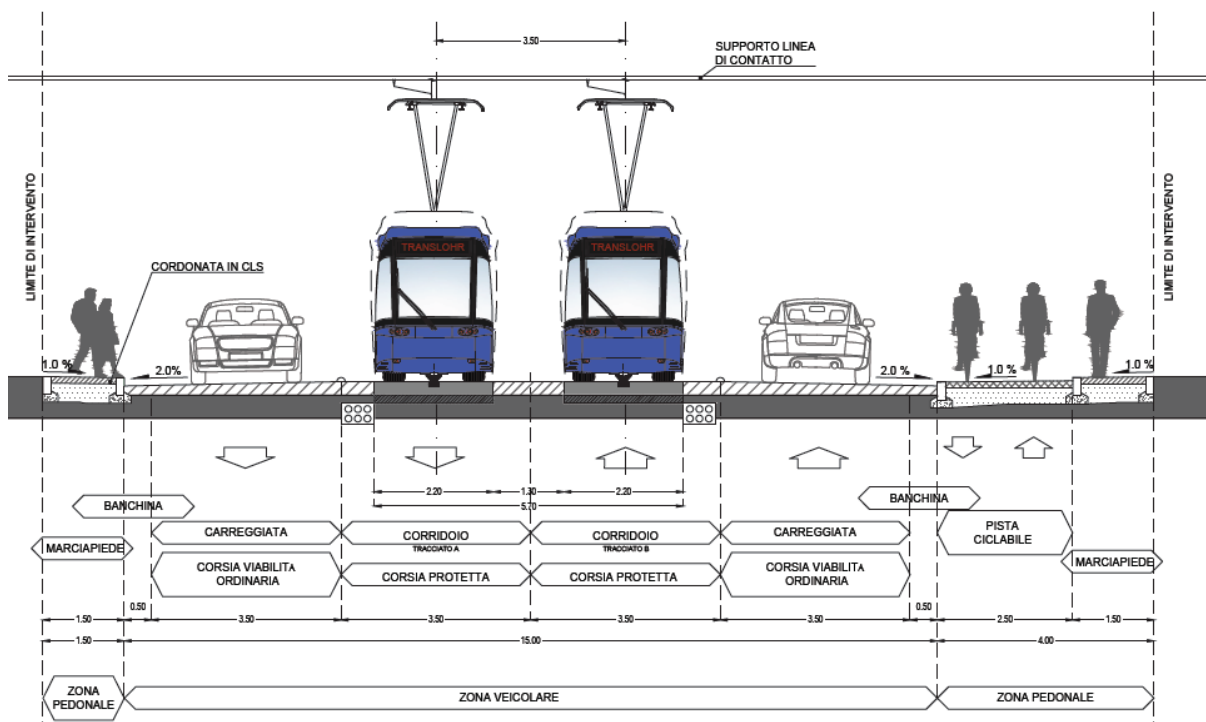 3.50
SUPPORTO LINEA
DI CONTATTO
LIMITE DI INTERVENTO
LIMITE DI INTERVENTO
TRANSLOHR
TRANSLOHR
CORDONATA IN CLS
1.0 %
2.0%
2.0 %
1.0 %
1.0 %
2.20
1.30
2.20
5.70
BANCHINA
BANCHINA
CARREGGIATA
CORRIDOIO
TRACCIATO A
CORRIDOIO
TRACCIATO B
CARREGGIATA
PISTA
CICLABILE
MARCIAPIEDE
MARCIAPIEDE
CORSIA VIABILITA
ORDINARIA
CORSIA PROTETTA
CORSIA PROTETTA
CORSIA VIABILITA
ORDINARIA
1.50
0.50
3.50
3.50
3.50
3.50
0.50
2.50
1.50
1.50
15.00
4.00
ZONA
PEDONALE
ZONA VEICOLARE
ZONA PEDONALE